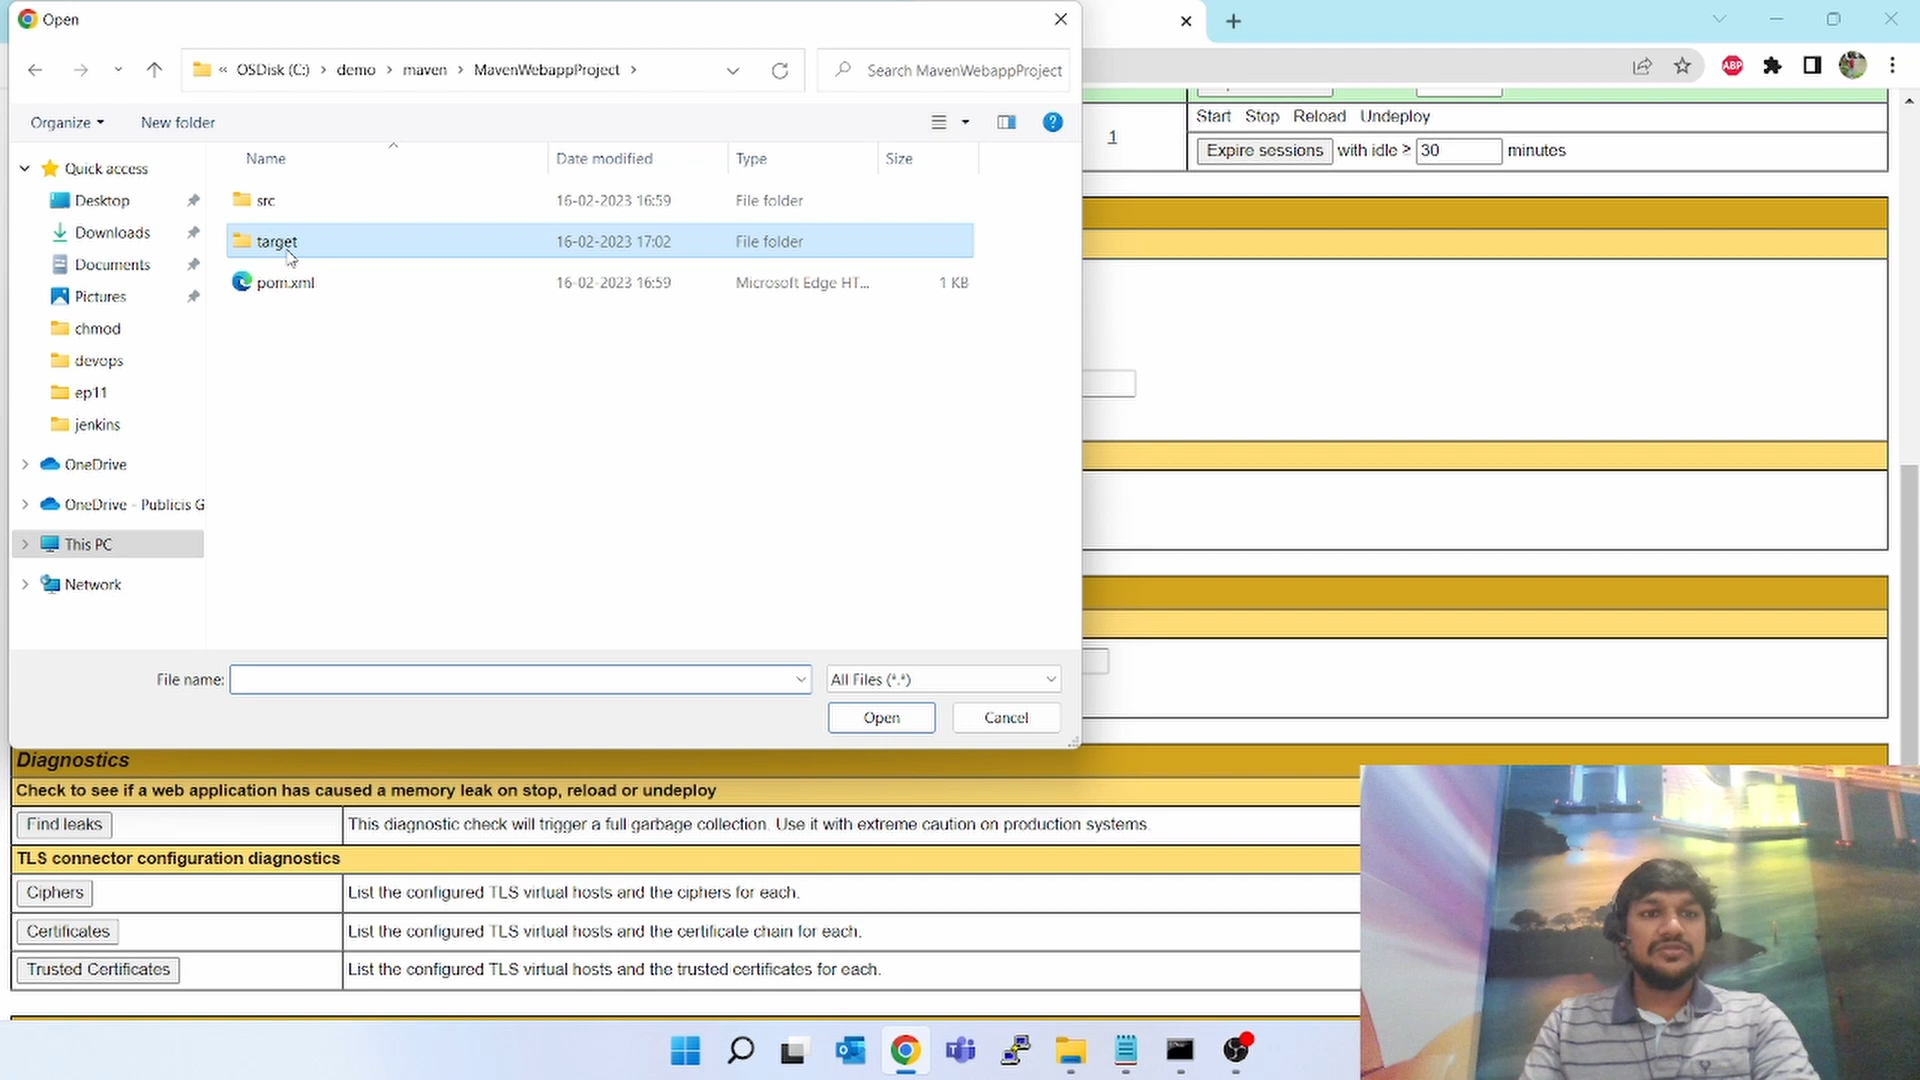 Open
« OSDisk (C:) › demo › maven › MavenWebappProject ›
Search MavenWebappProject
ABP
Organize
New folder
?
Name
Date modified
Type
Size
Quick access
Desktop
Downloads
Documents
Pictures
chmod
devops
ep11
jenkins
OneDrive
OneDrive - Publicis G
This PC
Network
src 16-02-2023 16:59 File folder
target 16-02-2023 17:02 File folder
pom.xml 16-02-2023 16:59 Microsoft Edge HT... 1 KB
File name:
All Files (*.*)
Open
Cancel
1
Start Stop Reload Undeploy
Expire sessions with idle ≥ 30 minutes
Diagnostics
Check to see if a web application has caused a memory leak on stop, reload or undeploy
Find leaks This diagnostic check will trigger a full garbage collection. Use it with extreme caution on production systems.
TLS connector configuration diagnostics
Ciphers List the configured TLS virtual hosts and the ciphers for each.
Certificates List the configured TLS virtual hosts and the certificate chain for each.
Trusted Certificates List the configured TLS virtual hosts and the trusted certificates for each.